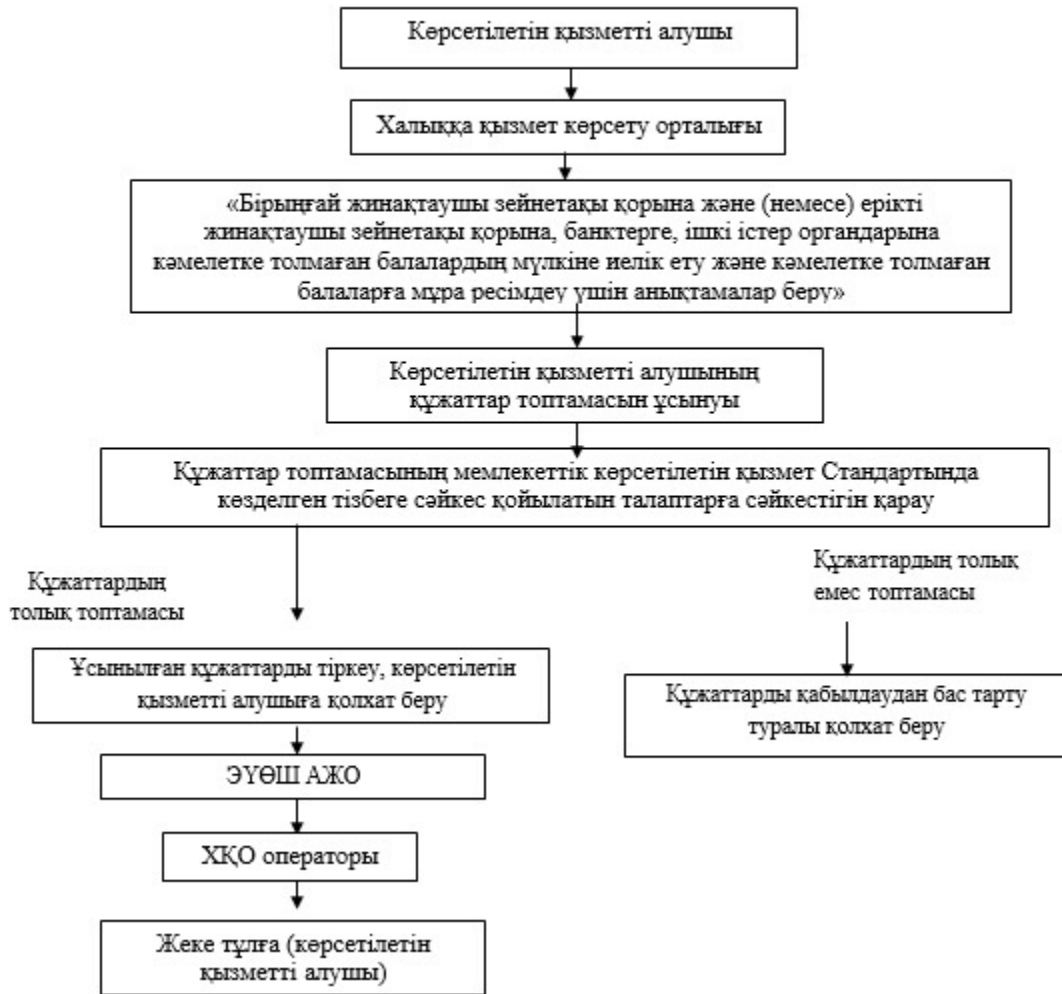 Көрсетілетін қызметті алушы
Халыққа қызмет көрсету орталығы
«Бірыңғай жинақтаушы зейнетақы қорына және (немесе) ерікті
жинақтаушы зейнетақы қорына, банктерге, ішкі істер органдарына
кәмелетке толмаған балалардың мүлкіне иелік ету және кәмелетке толмаған
балаларға мұра ресімдеу үшін анықтамалар беру»
Көрсетілетін қызметті алушының
құжаттар топтамасын ұсынуы
Құжаттар топтамасының мемлекеттік көрсетілетін қызмет Стандартында
көзделген тізбеге сәйкес қойылатын талаптарға сәйкестігін қарау
Құжаттардың
толық топтамасы
Құжаттардың толық
емес топтамасы
Ұсынылған құжаттарды тіркеу, көрсетілетін
қызметті алушыға қолхат беру
Құжаттарды қабылдаудан бас тарту
туралы қолхат беру
ЭҮӨШ АЖО
ХҚО операторы
Жеке тұлға (көрсетілетін
қызметті алушы)